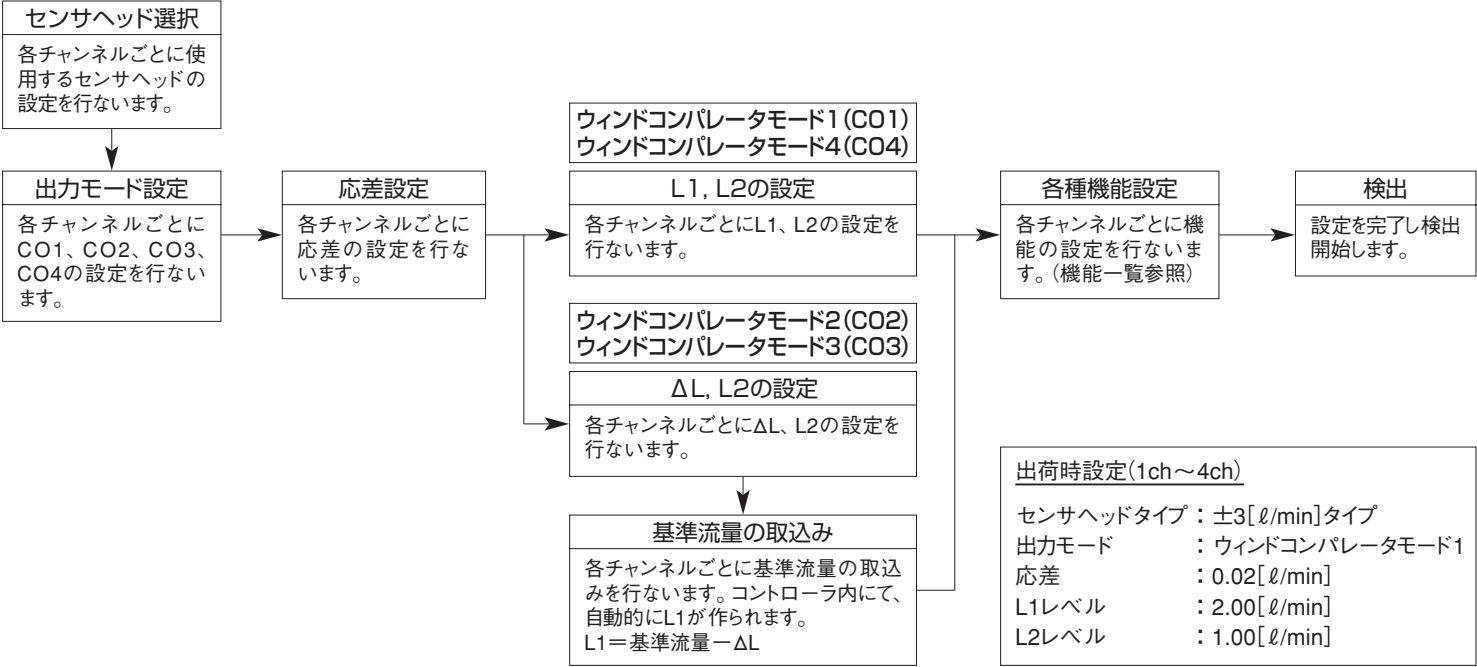 センサヘッド選択
各チャンネルごとに使
用するセンサヘッドの
設定を行ないます。
出力モード設定
各チャンネルごとに
CO1、CO2、CO3、
CO4の設定を行ない
ます。
応差設定
各チャンネルごとに
応差の設定を行な
います。
ウィンドコンパレータモード1(CO1)
ウィンドコンパレータモード4(CO4)
L1, L2の設定
各チャンネルごとにL1、L2の設定を
行ないます。
ウィンドコンパレータモード2(CO2)
ウィンドコンパレータモード3(CO3)
ΔL, L2の設定
各チャンネルごとにΔL、L2の設定を
行ないます。
基準流量の取込み
各チャンネルごとに基準流量の取込
みを行ないます。コントローラ内にて、
自動的にL1が作られます。
L1＝基準流量－ΔL
各種機能設定
各チャンネルごとに機
能の設定を行ないま
す。(機能一覧参照)
検出
設定を完了し検出
開始します。
出荷時設定(1ch～4ch)
センサヘッドタイプ：±3[ℓ/min]タイプ
出力モード：ウィンドコンパレータモード1
応差：0.02[ℓ/min]
L1レベル：2.00[ℓ/min]
L2レベル：1.00[ℓ/min]